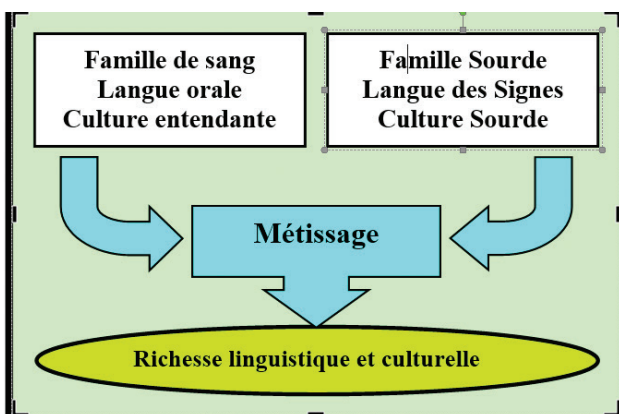 Famille de sang
Langue orale
Culture entendante
Famille Sourde
Langue des Signes
Culture Sourde
Métissage
Richesse linguistique et culturelle